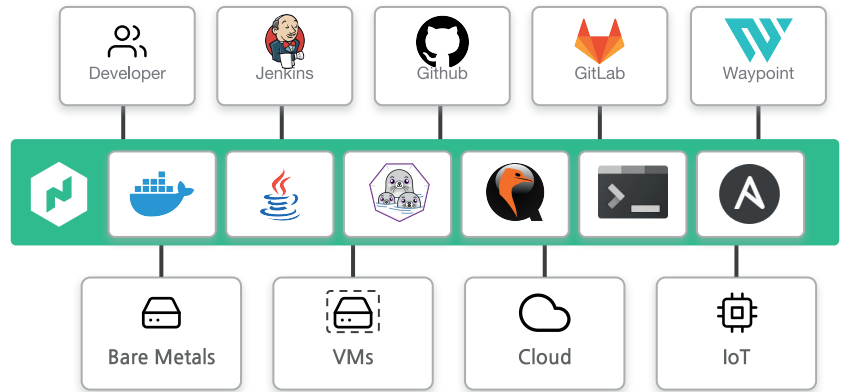 Developer
Jenkins
Github
GitLab
Waypoint
Bare Metals
VMs
Cloud
IoT